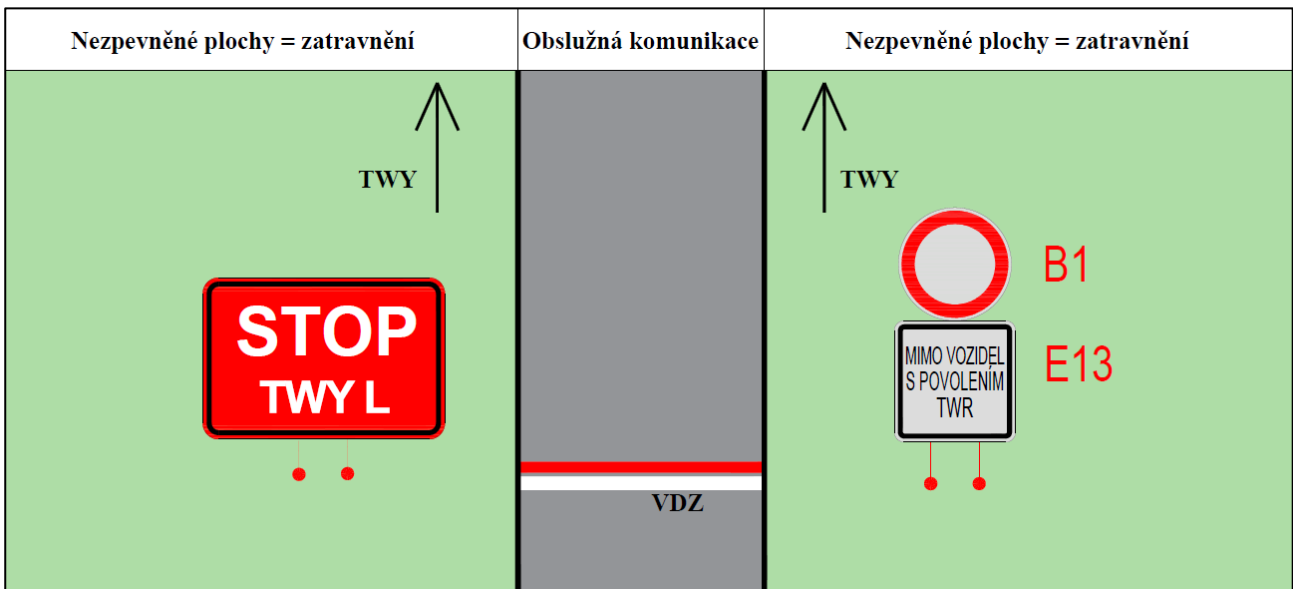 Nezpevněné plochy = zatravnění
Obslužná komunikace
Nezpevněné plochy = zatravnění
TWY
TWY
STOP
TWY L
B1
MIMO VOZIDEL
S POVOLENÍM
TWR
E13
VDZ